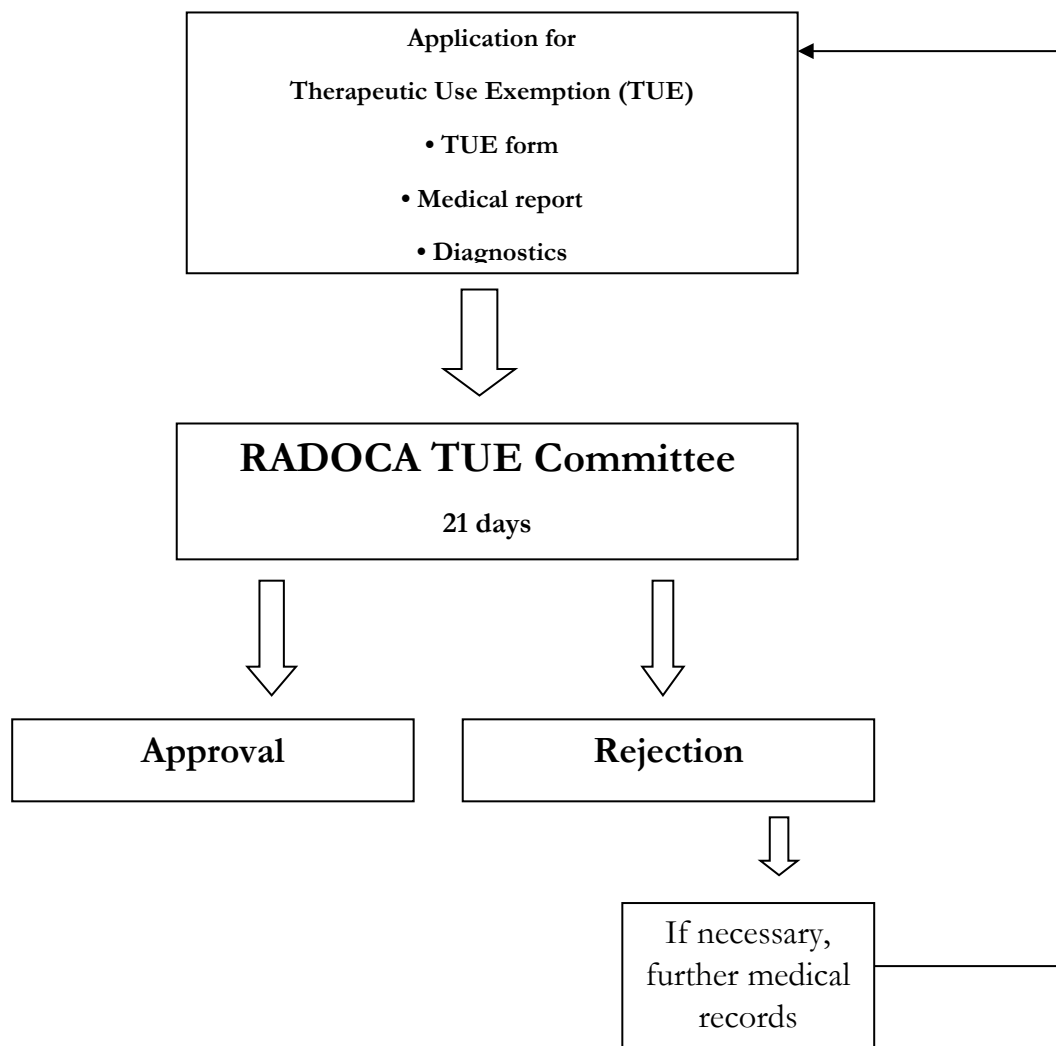 Application for
Therapeutic Use Exemption (TUE)
• TUE form
• Medical report
• Diagnostics
RADOCA TUE Committee
21 days
Approval
Rejection
If necessary,
further medical
records